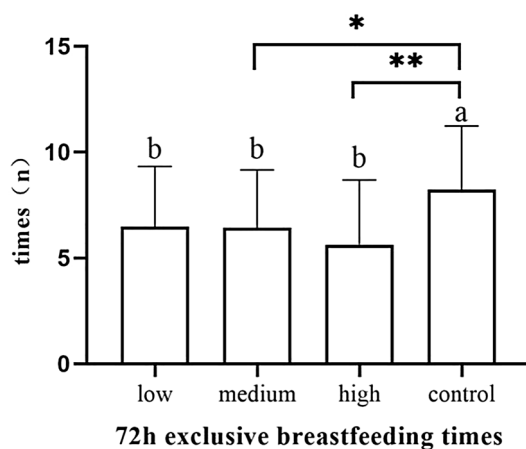 15
*
**
a
b
b
b
10
times（n）
5
0
low
medium
high
control
72h exclusive breastfeeding times